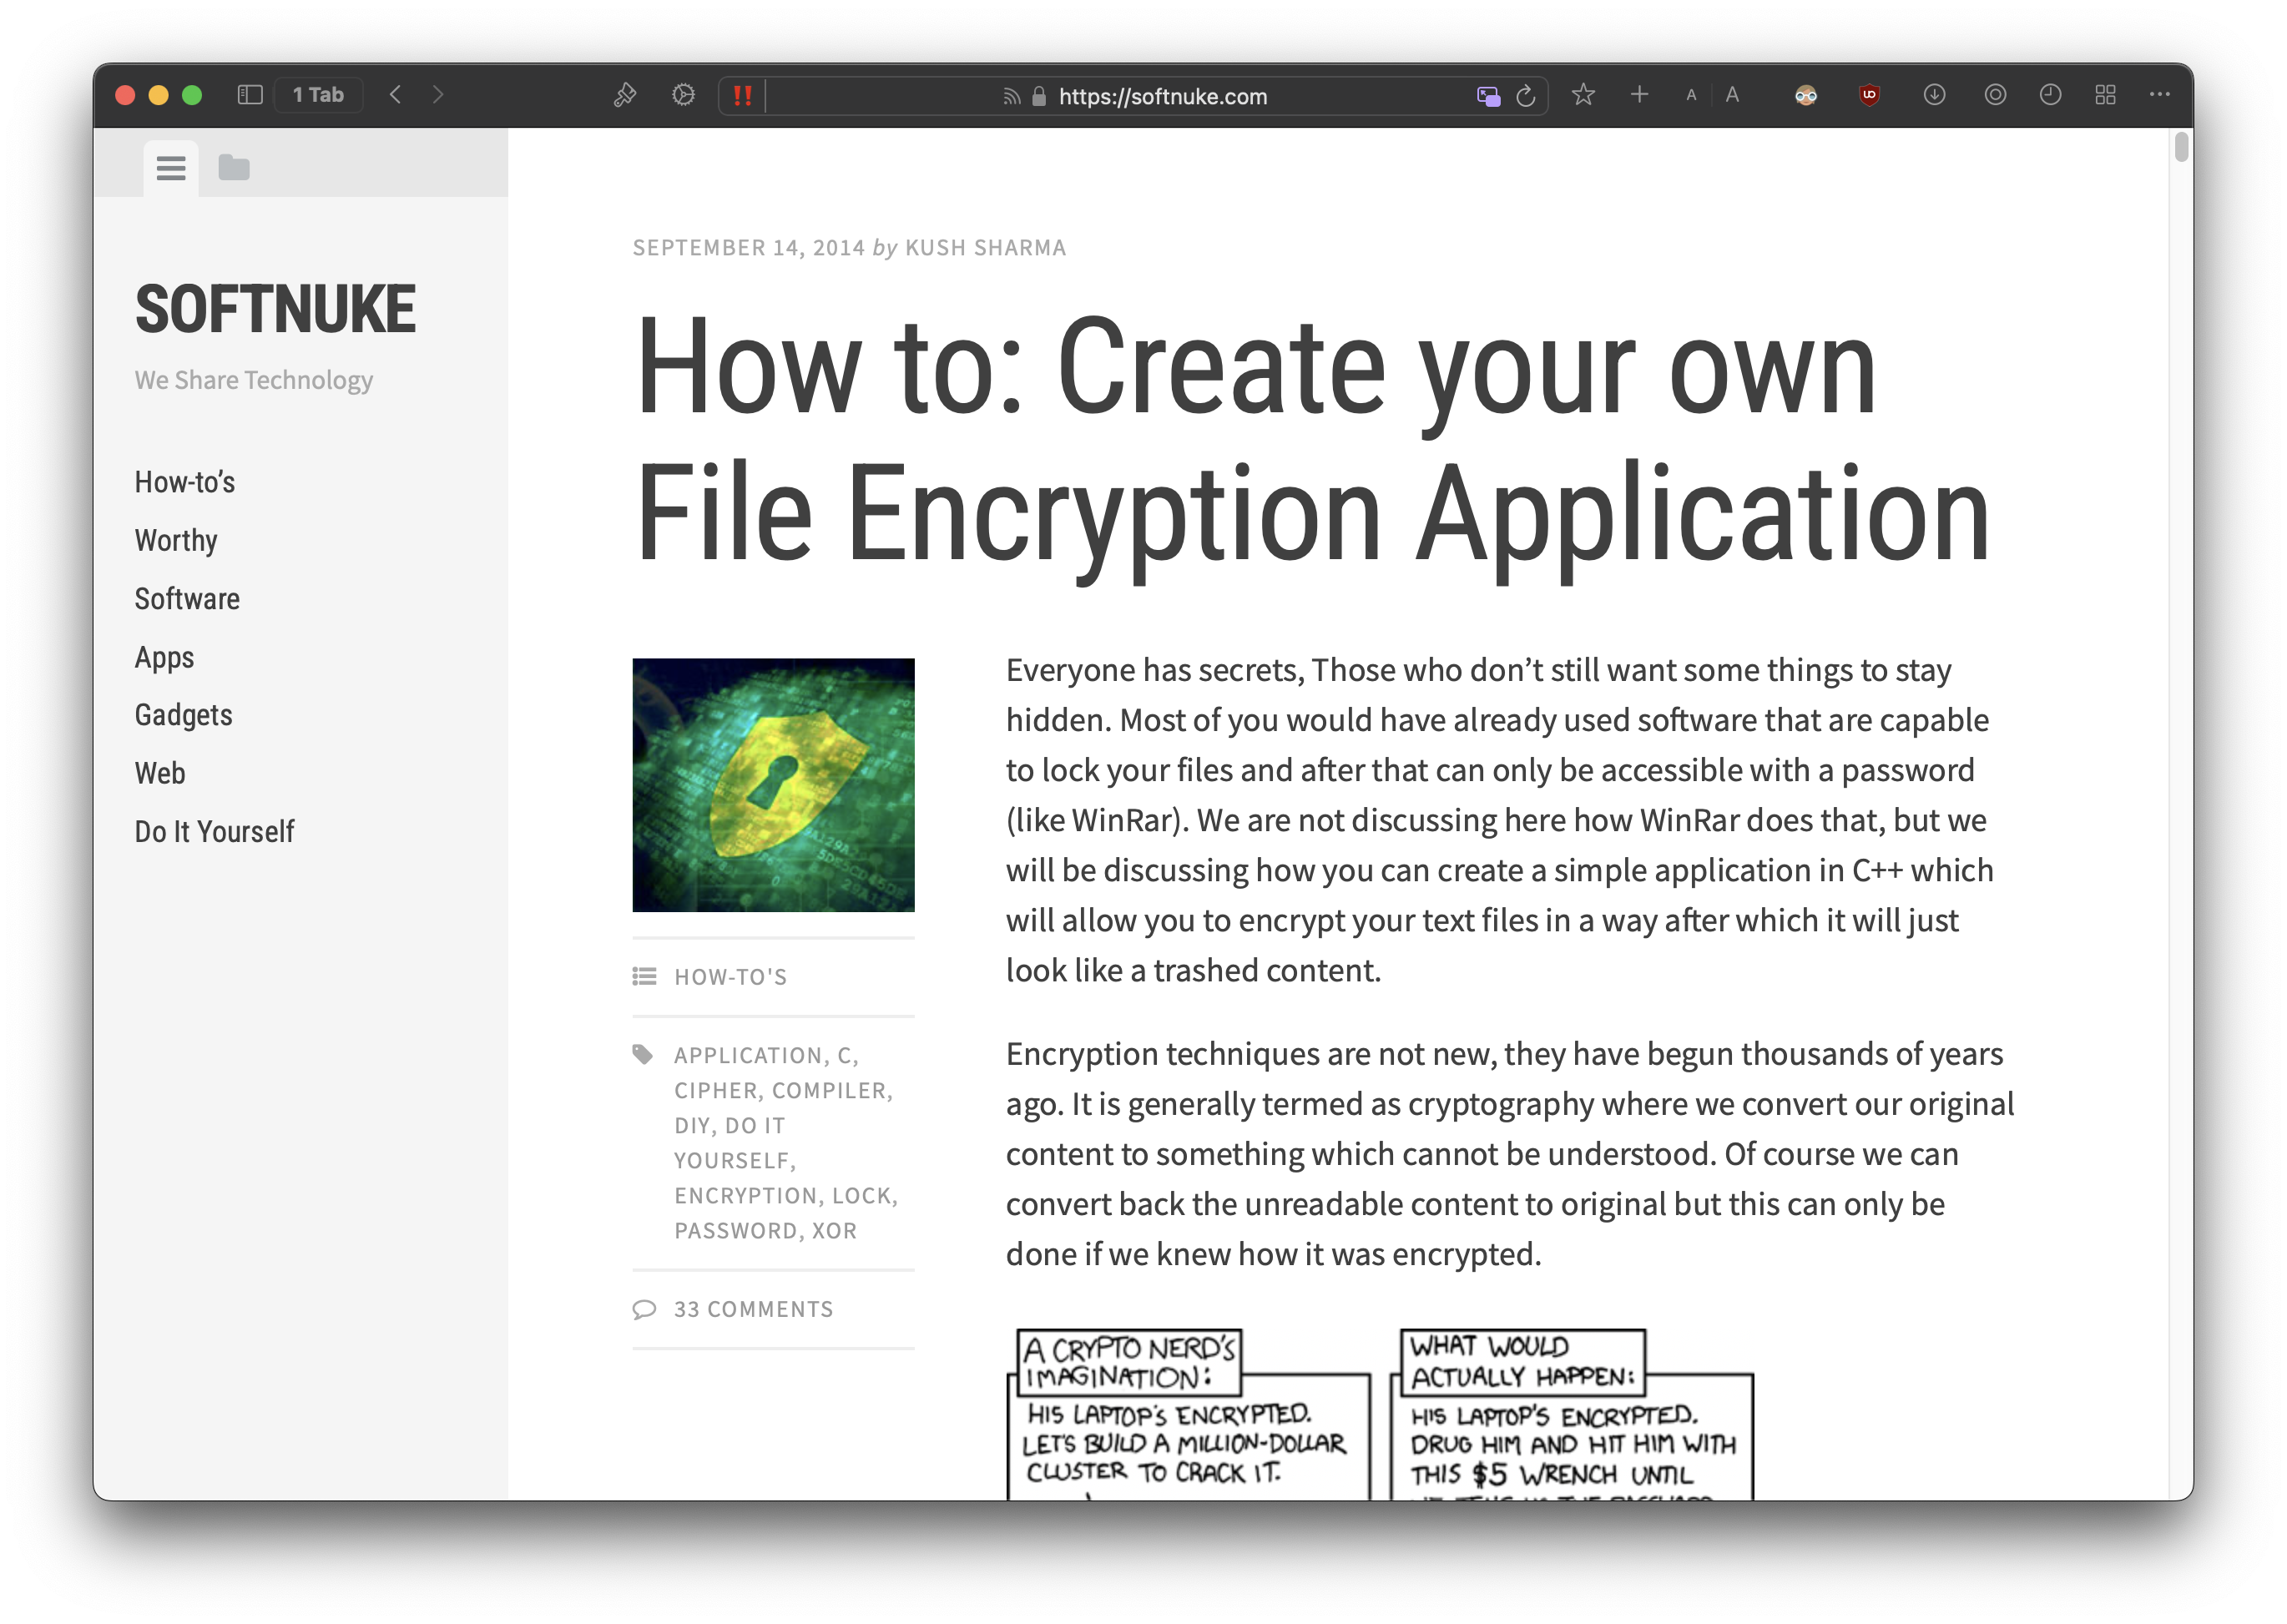 1 Tab
!!
https://softnuke.com
A A
SOFTNUKE
We Share Technology
How-to’s
Worthy
Software
Apps
Gadgets
Web
Do It Yourself
SEPTEMBER 14, 2014 by KUSH SHARMA
How to: Create your own
File Encryption Application
HOW-TO'S
APPLICATION, C,
CIPHER, COMPILER,
DIY, DO IT
YOURSELF,
ENCRYPTION, LOCK,
PASSWORD, XOR
33 COMMENTS
Everyone has secrets, Those who don’t still want some things to stay
hidden. Most of you would have already used software that are capable
to lock your files and after that can only be accessible with a password
(like WinRar). We are not discussing here how WinRar does that, but we
will be discussing how you can create a simple application in C++ which
will allow you to encrypt your text files in a way after which it will just
look like a trashed content.
Encryption techniques are not new, they have begun thousands of years
ago. It is generally termed as cryptography where we convert our original
content to something which cannot be understood. Of course we can
convert back the unreadable content to original but this can only be
done if we knew how it was encrypted.
A CRYPTO NERD'S
IMAGINATION:
HIS LAPTOP'S ENCRYPTED.
LET'S BUILD A MILLION-DOLLAR
CLUSTER TO CRACK IT.
WHAT WOULD
ACTUALLY HAPPEN:
HIS LAPTOP'S ENCRYPTED.
DRUG HIM AND HIT HIM WITH
THIS $5 WRENCH UNTIL